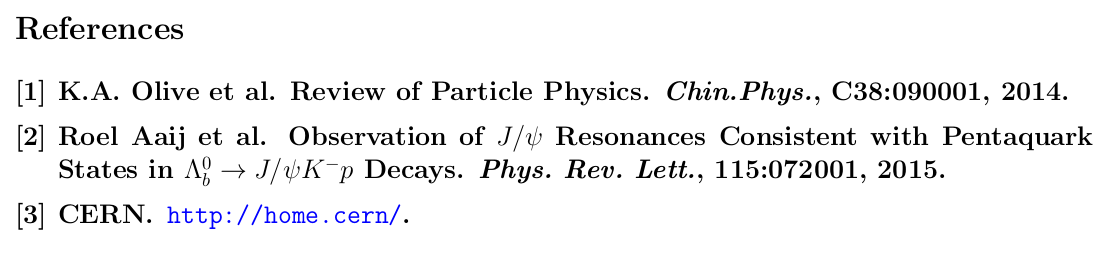 References
[1] K.A. Olive et al. Review of Particle Physics. Chin.Phys., C38:090001, 2014.
[2] Roel Aaij et al. Observation of J/ψ Resonances Consistent with Pentaquark
States in Λ⁰_b → J/ψK⁻p Decays. Phys. Rev. Lett., 115:072001, 2015.
[3] CERN. http://home.cern/.